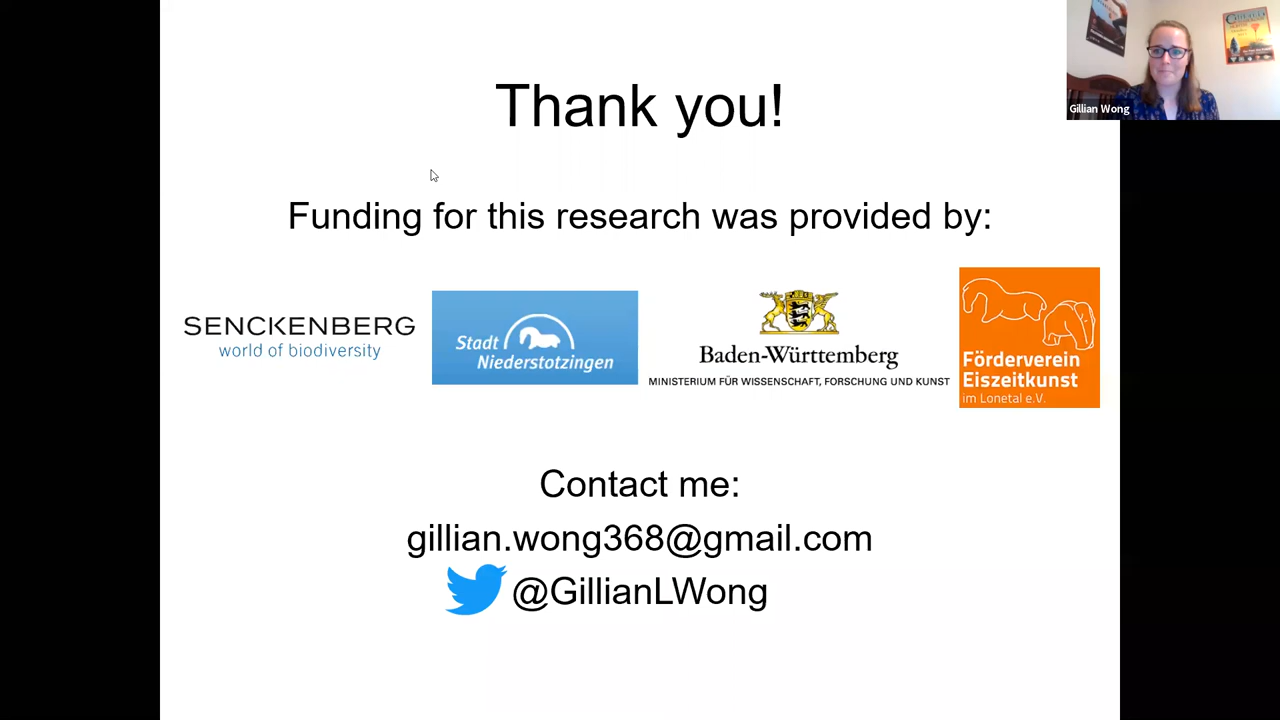 Thank you!
Gillian Wong
Funding for this research was provided by:
SENCKENBERG
world of biodiversity
Stadt
Niederstotzingen
Baden-Württemberg
MINISTERIUM FÜR WISSENSCHAFT, FORSCHUNG UND KUNST
Förderverein
Eiszeitkunst
im Lonetal e.V.
Contact me:
gillian.wong368@gmail.com
@GillianLWong